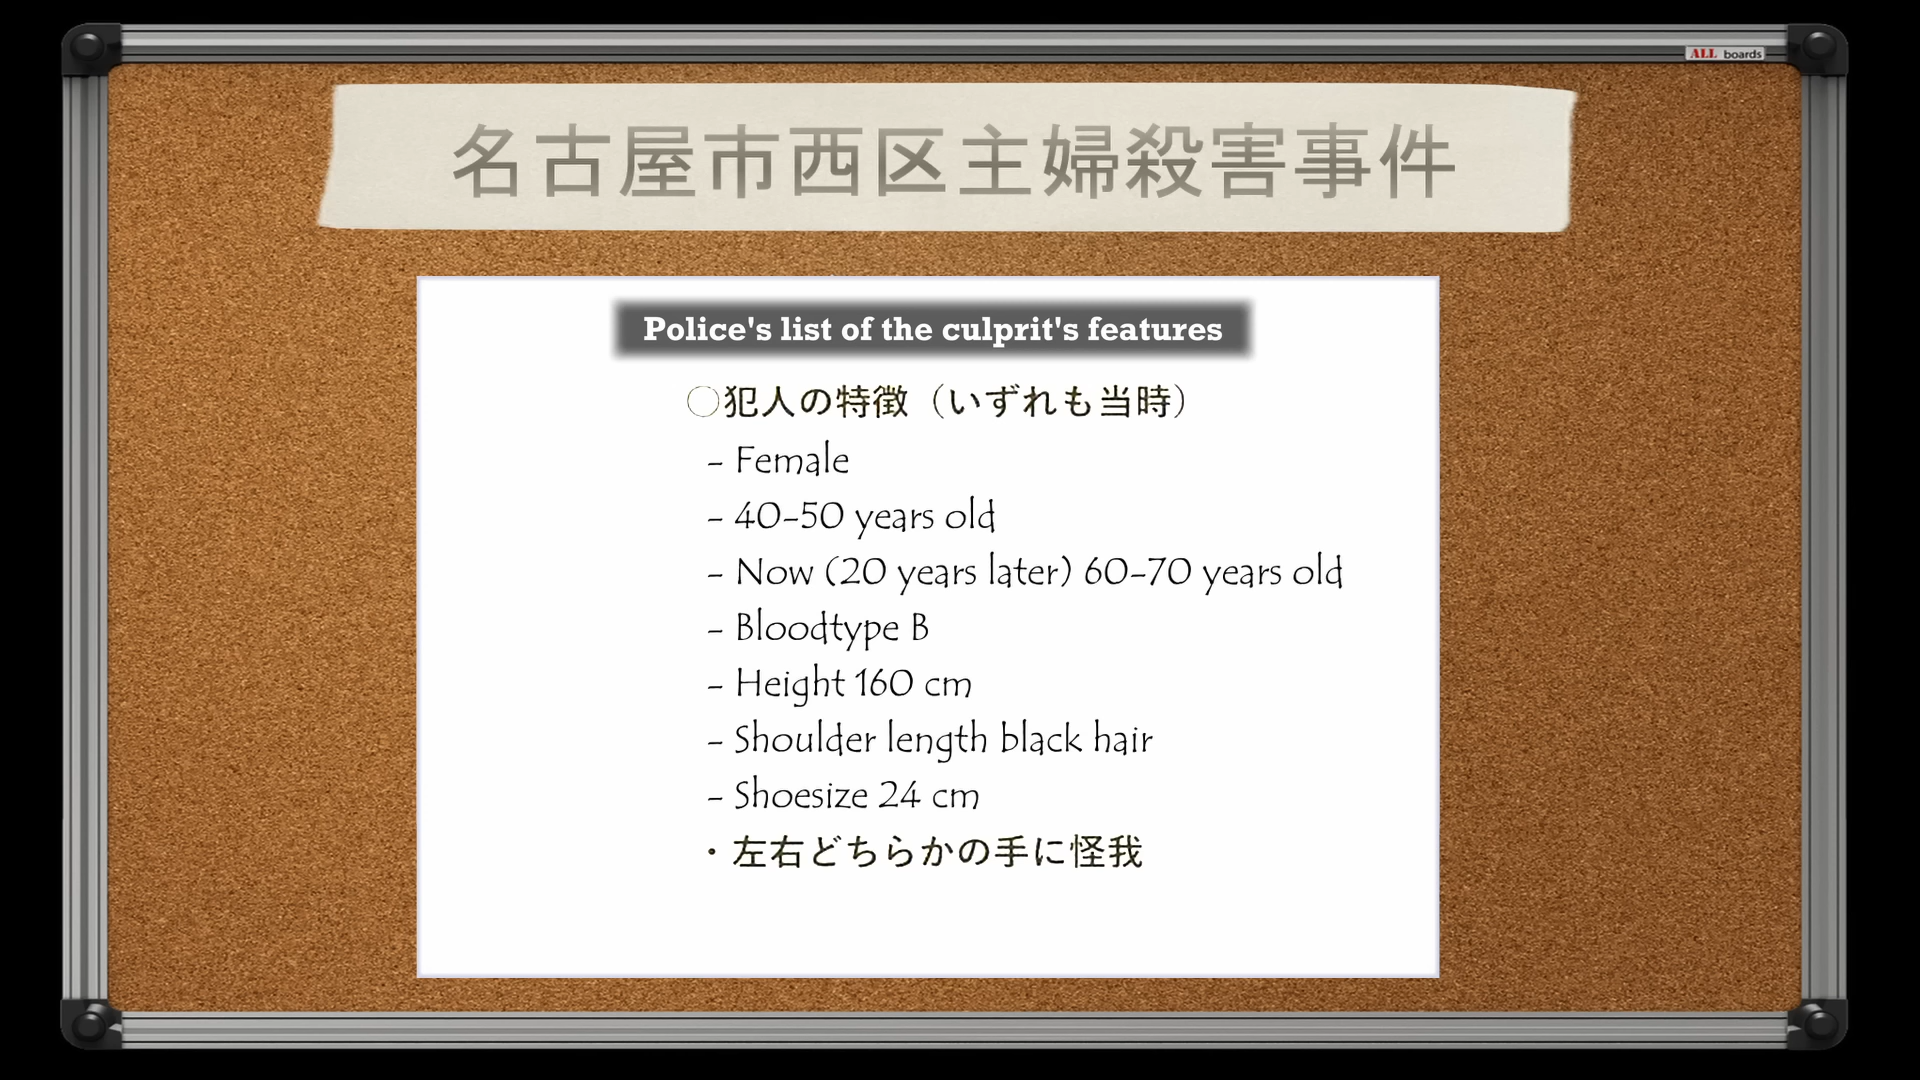 ALL boards
名古屋市西区主婦殺害事件
Police's list of the culprit's features
○犯人の特徴（いずれも当時）
- Female
- 40-50 years old
- Now (20 years later) 60-70 years old
- Bloodtype B
- Height 160 cm
- Shoulder length black hair
- Shoesize 24 cm
・左右どちらかの手に怪我